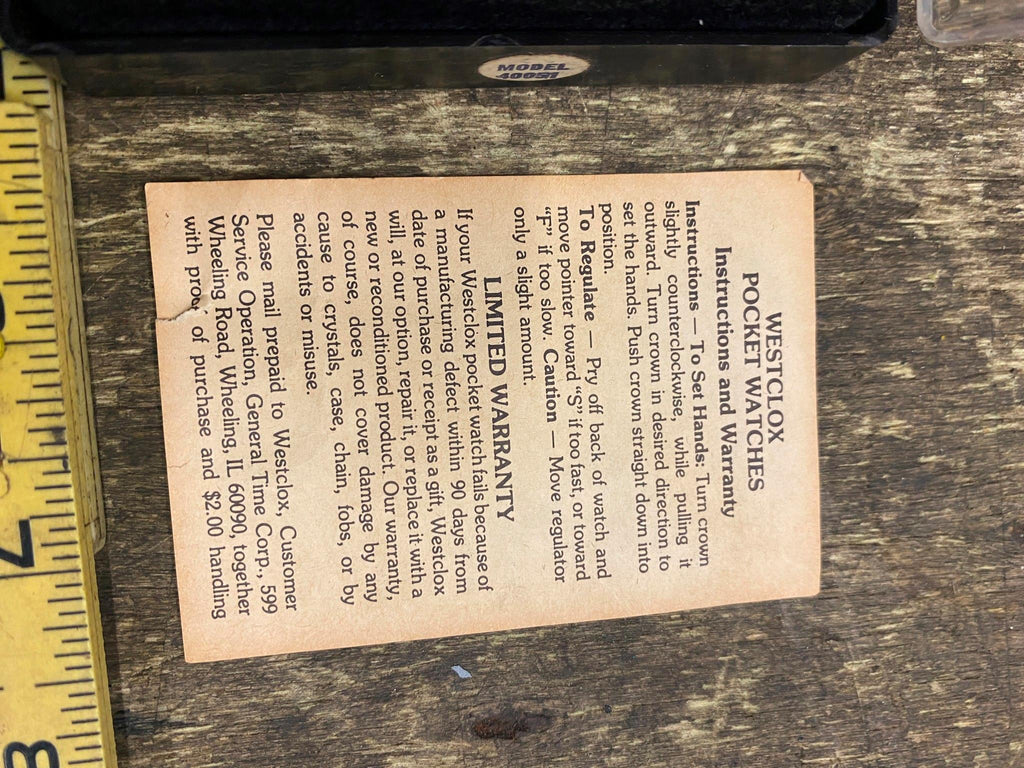 MODEL
40051
WESTCLOX
POCKET WATCHES
Instructions and Warranty
Instructions — To Set Hands: Turn crown
slightly counterclockwise, while pulling it
outward. Turn crown in desired direction to
set the hands. Push crown straight down into
position.
To Regulate — Pry off back of watch and
move pointer toward "S" if too fast, or toward
"F" if too slow. Caution — Move regulator
only a slight amount.
LIMITED WARRANTY
If your Westclox pocket watch fails because of
a manufacturing defect within 90 days from
date of purchase or receipt as a gift, Westclox
will, at our option, repair it, or replace it with a
new or reconditioned product. Our warranty,
of course, does not cover damage by any
cause to crystals, case, chain, fobs, or by
accidents or misuse.
Please mail prepaid to Westclox, Customer
Service Operation, General Time Corp., 599
Wheeling Road, Wheeling, IL 60090, together
with proof of purchase and $2.00 handling
7
8